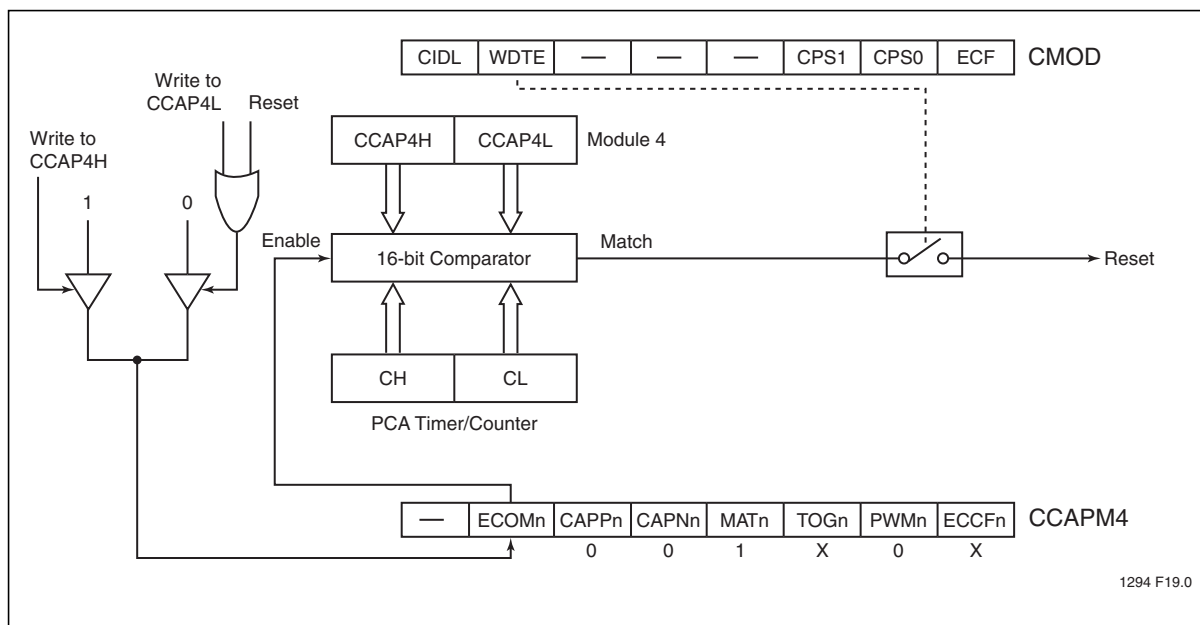 CIDL WDTE — — — CPS1 CPS0 ECF CMOD
Write to
CCAP4L Reset
Write to
CCAP4H
CCAP4H CCAP4L Module 4
1 0
Enable
16-bit Comparator
Match
Reset
CH CL
PCA Timer/Counter
— ECOMn CAPPn CAPNn MATn TOGn PWMn ECCFn CCAPM4
0 0 1 X 0 X
1294 F19.0